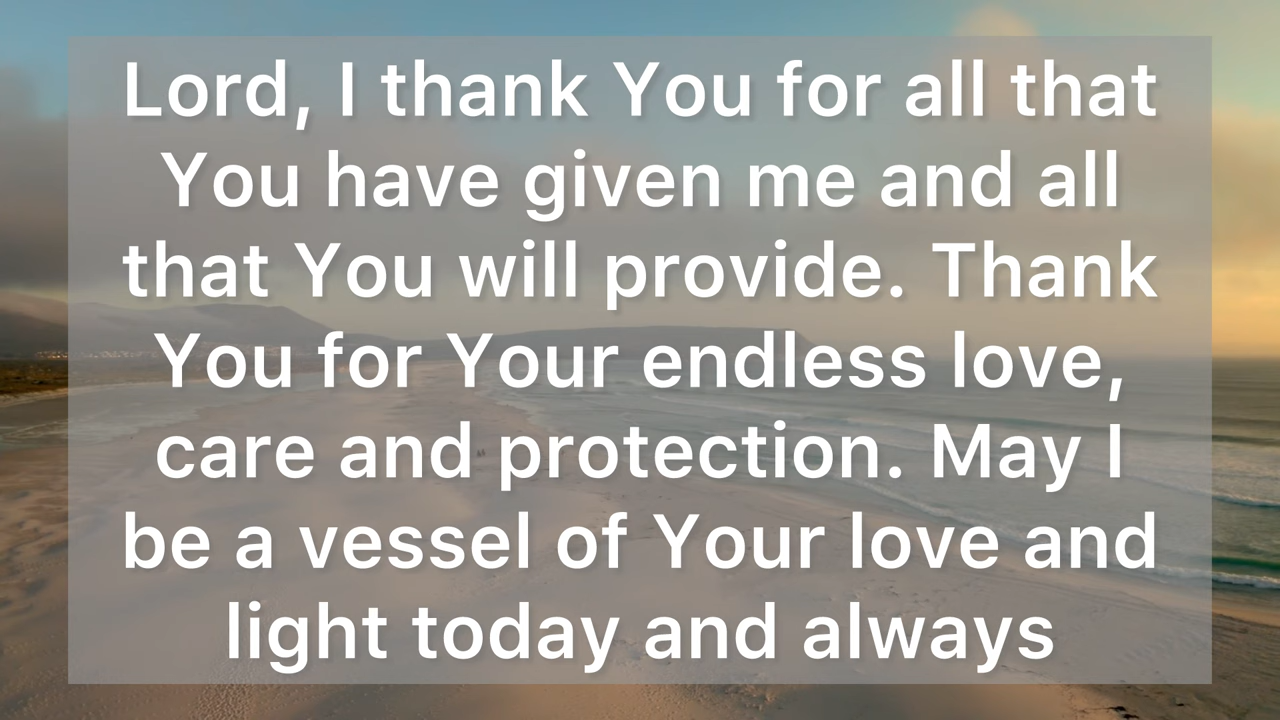 Lord, I thank You for all that
You have given me and all
that You will provide. Thank
You for Your endless love,
care and protection. May I
be a vessel of Your love and
light today and always